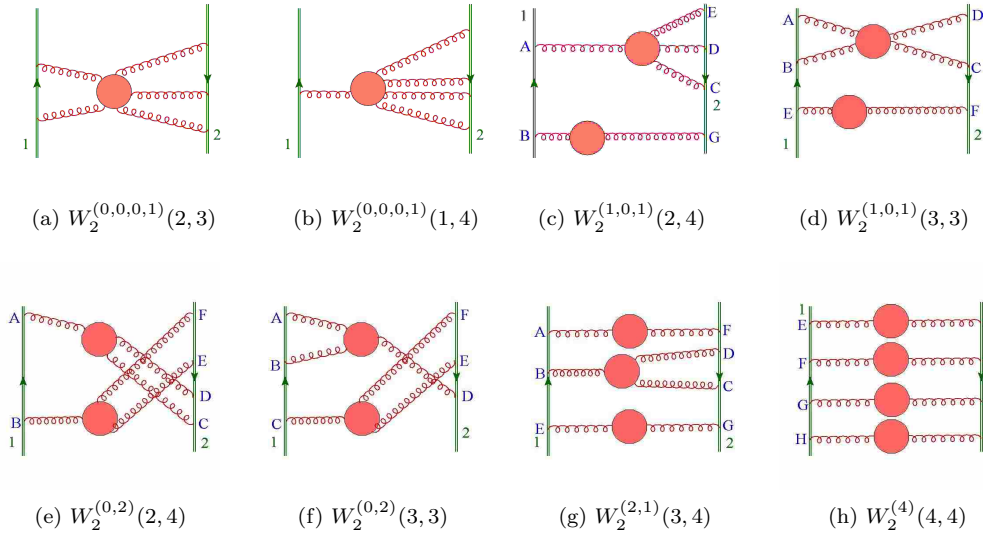 1
2
(a) $W_2^{(0,0,0,1)}(2,3)$
1
2
(b) $W_2^{(0,0,0,1)}(1,4)$
1
E
A
D
C
2
B
G
(c) $W_2^{(1,0,1)}(2,4)$
A
D
B
C
E
F
1
2
(d) $W_2^{(1,0,1)}(3,3)$
A
F
E
D
B
C
1
2
(e) $W_2^{(0,2)}(2,4)$
A
F
B
E
D
C
1
2
(f) $W_2^{(0,2)}(3,3)$
A
F
D
B
C
E
G
1
2
(g) $W_2^{(2,1)}(3,4)$
1
E
F
G
H
(h) $W_2^{(4)}(4,4)$